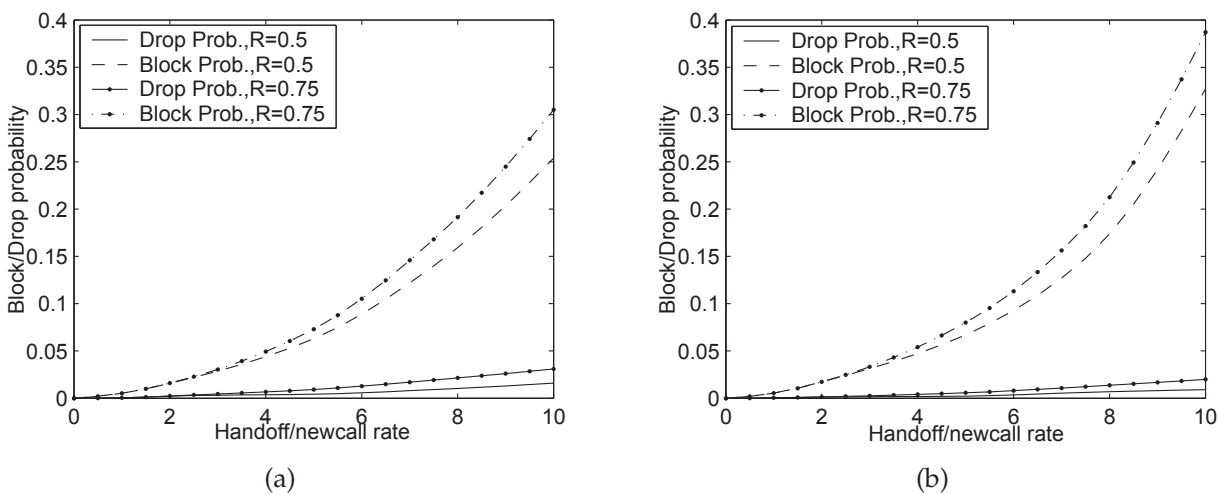 0.4
0.35
0.3
0.25
0.2
0.15
0.1
0.05
0
Block/Drop probability
Drop Prob.,R=0.5
Block Prob.,R=0.5
Drop Prob.,R=0.75
Block Prob.,R=0.75
0 2 4 6 8 10
Handoff/newcall rate
(a)
0.4
0.35
0.3
0.25
0.2
0.15
0.1
0.05
0
Block/Drop probability
Drop Prob.,R=0.5
Block Prob.,R=0.5
Drop Prob.,R=0.75
Block Prob.,R=0.75
0 2 4 6 8 10
Handoff/newcall rate
(b)